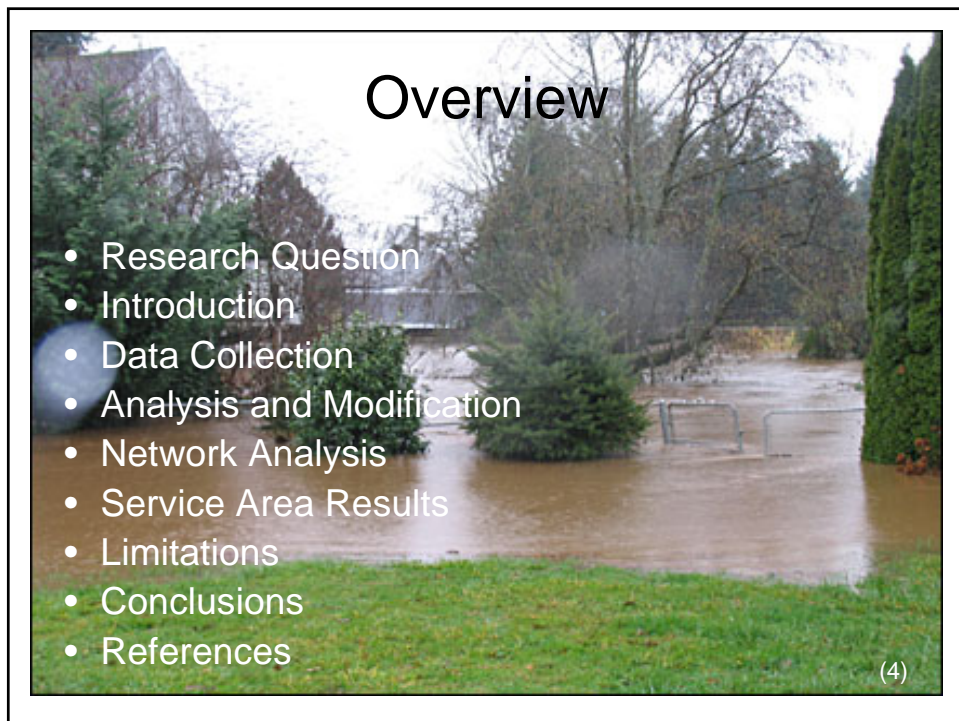 Overview
• Research Question
• Introduction
• Data Collection
• Analysis and Modification
• Network Analysis
• Service Area Results
• Limitations
• Conclusions
• References
(4)